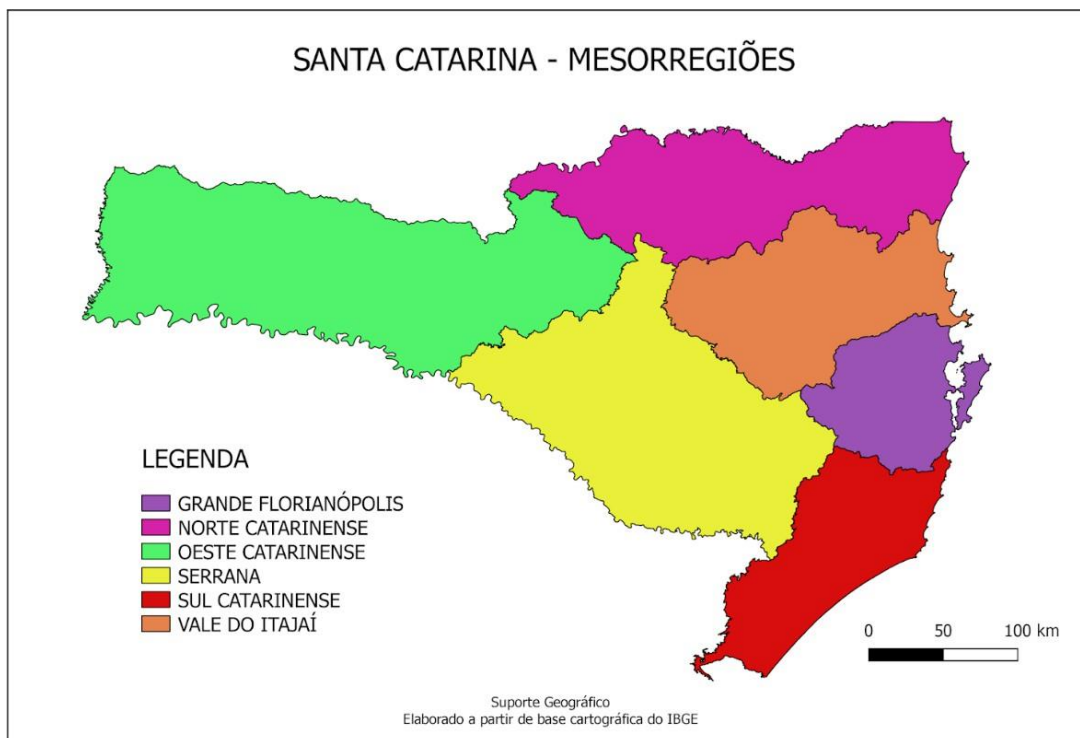 SANTA CATARINA - MESORREGIÕES
LEGENDA
GRANDE FLORIANÓPOLIS
NORTE CATARINENSE
OESTE CATARINENSE
SERRANA
SUL CATARINENSE
VALE DO ITAJAÍ
0 50 100 km
Suporte Geográfico
Elaborado a partir de base cartográfica do IBGE